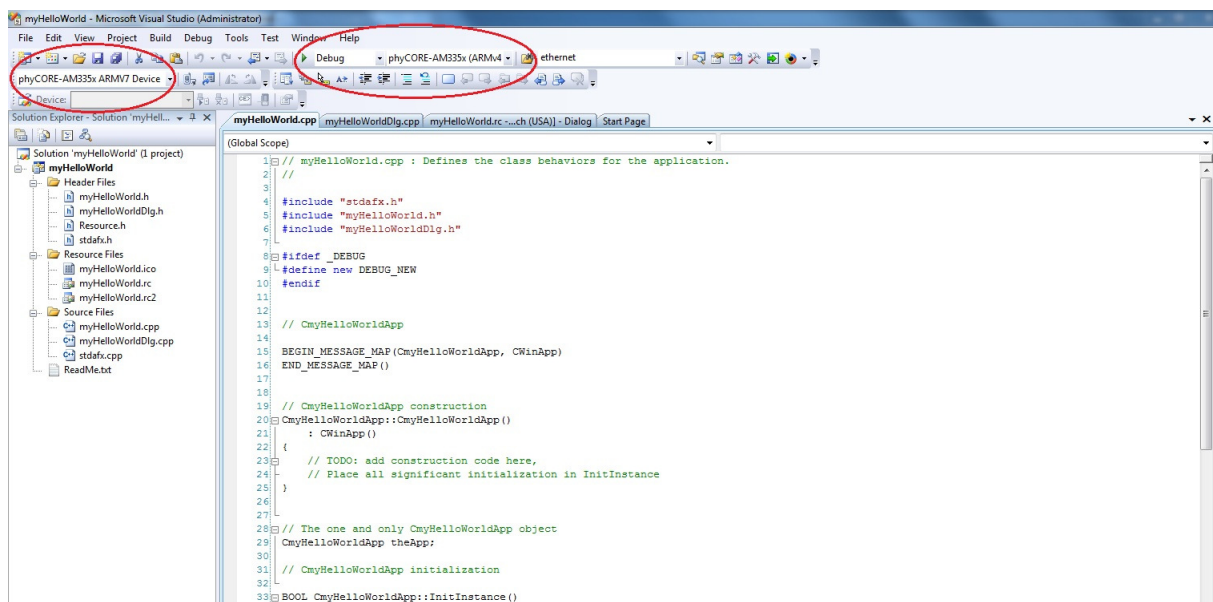 myHelloWorld - Microsoft Visual Studio (Administrator)
File Edit View Project Build Debug Tools Test Window Help
Debug phyCORE-AM335x (ARMv4 ethernet
phyCORE-AM335x ARMV7 Device
Device:
Solution Explorer - Solution 'myHell...
myHelloWorld.cpp myHelloWorldDlg.cpp myHelloWorld.rc -...ch (USA)] - Dialog Start Page
(Global Scope)
Solution 'myHelloWorld' (1 project)
myHelloWorld
Header Files
myHelloWorld.h
myHelloWorldDlg.h
Resource.h
stdafx.h
Resource Files
myHelloWorld.ico
myHelloWorld.rc
myHelloWorld.rc2
Source Files
myHelloWorld.cpp
myHelloWorldDlg.cpp
stdafx.cpp
ReadMe.txt
1 // myHelloWorld.cpp : Defines the class behaviors for the application.
2 //
3
4 #include "stdafx.h"
5 #include "myHelloWorld.h"
6 #include "myHelloWorldDlg.h"
7
8 #ifdef _DEBUG
9 #define new DEBUG_NEW
10 #endif
11
12
13 // CmyHelloWorldApp
14
15 BEGIN_MESSAGE_MAP(CmyHelloWorldApp, CWinApp)
16 END_MESSAGE_MAP()
17
18
19 // CmyHelloWorldApp construction
20 CmyHelloWorldApp::CmyHelloWorldApp()
21 : CWinApp()
22 {
23 // TODO: add construction code here,
24 // Place all significant initialization in InitInstance
25 }
26
27
28 // The one and only CmyHelloWorldApp object
29 CmyHelloWorldApp theApp;
30
31 // CmyHelloWorldApp initialization
32
33 BOOL CmyHelloWorldApp::InitInstance()